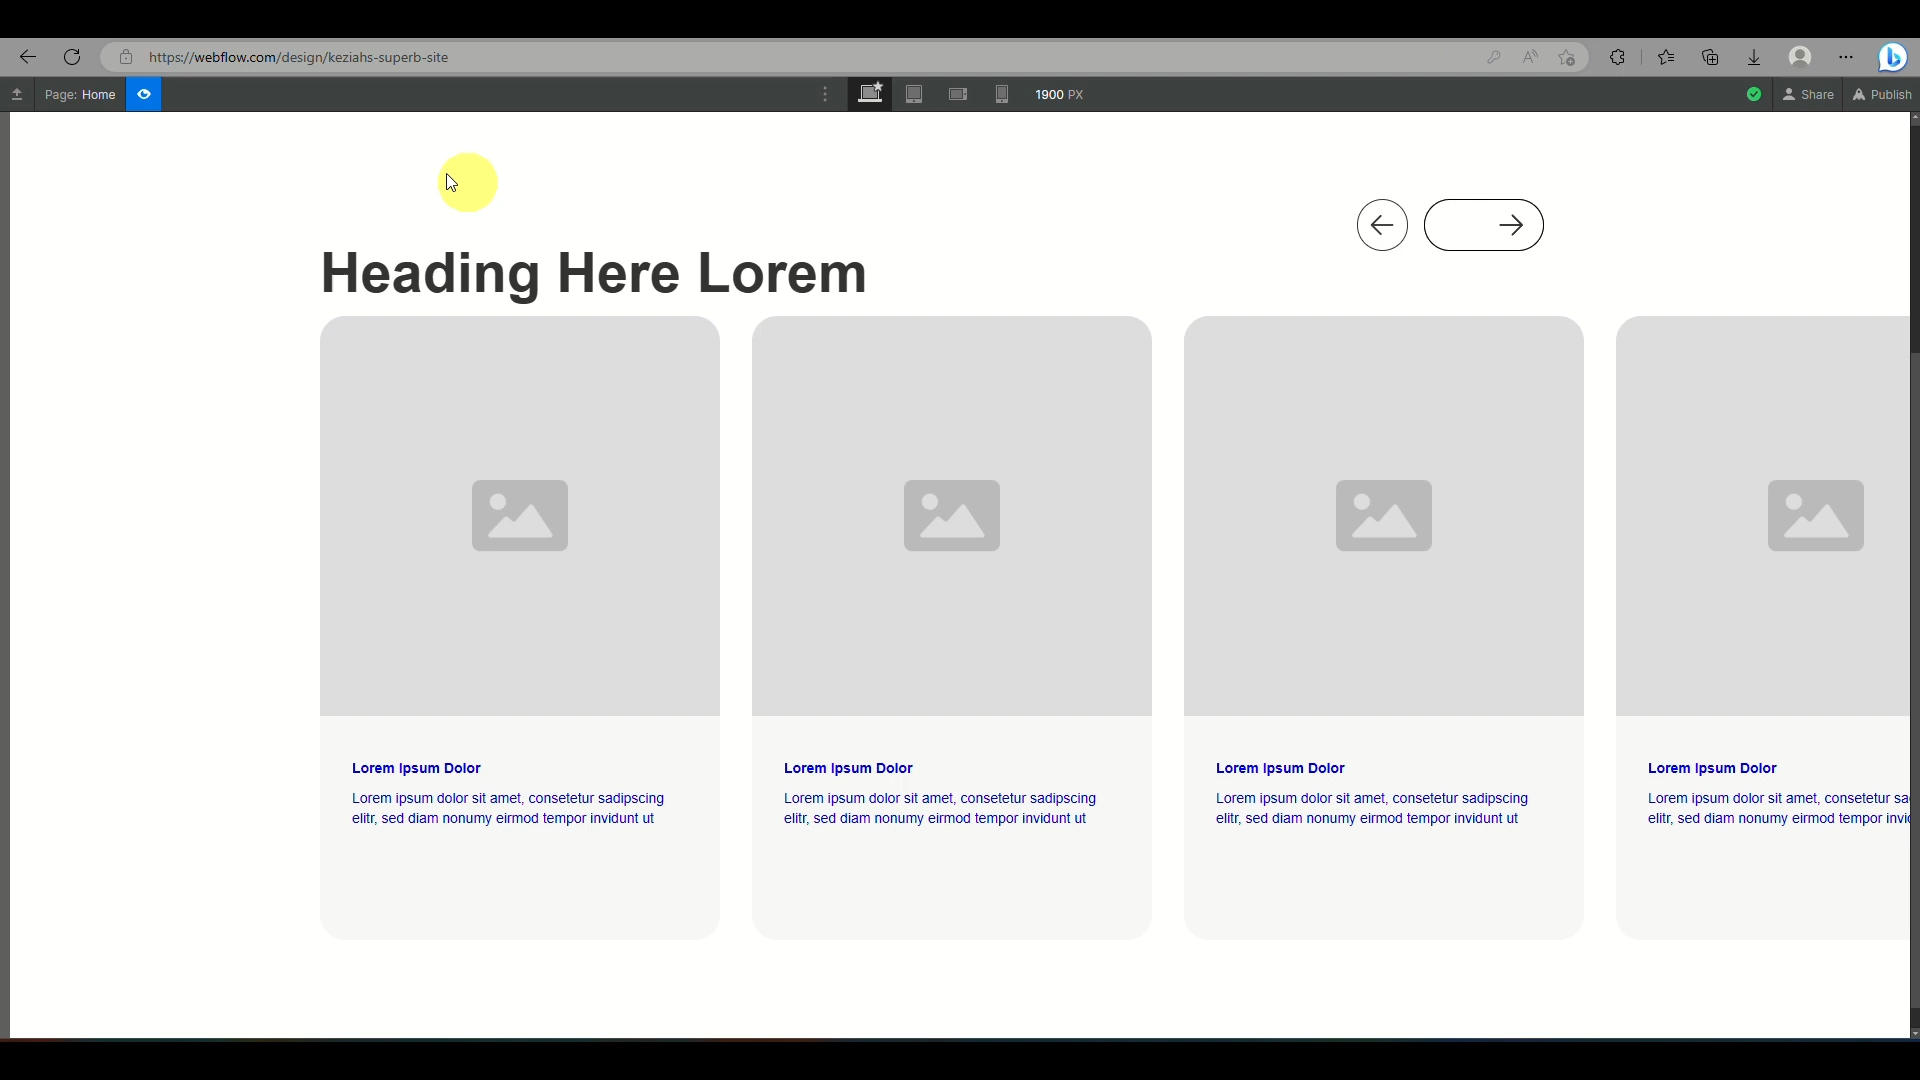 https://webflow.com/design/keziahs-superb-site
Page: Home
1900 PX
Share
Publish
Heading Here Lorem
Lorem Ipsum Dolor
Lorem ipsum dolor sit amet, consetetur sadipscing
elitr, sed diam nonumy eirmod tempor invidunt ut
Lorem Ipsum Dolor
Lorem ipsum dolor sit amet, consetetur sadipscing
elitr, sed diam nonumy eirmod tempor invidunt ut
Lorem Ipsum Dolor
Lorem ipsum dolor sit amet, consetetur sadipscing
elitr, sed diam nonumy eirmod tempor invidunt ut
Lorem Ipsum Dolor
Lorem ipsum dolor sit amet, consetetur
elitr, sed diam nonumy eirmod tempor